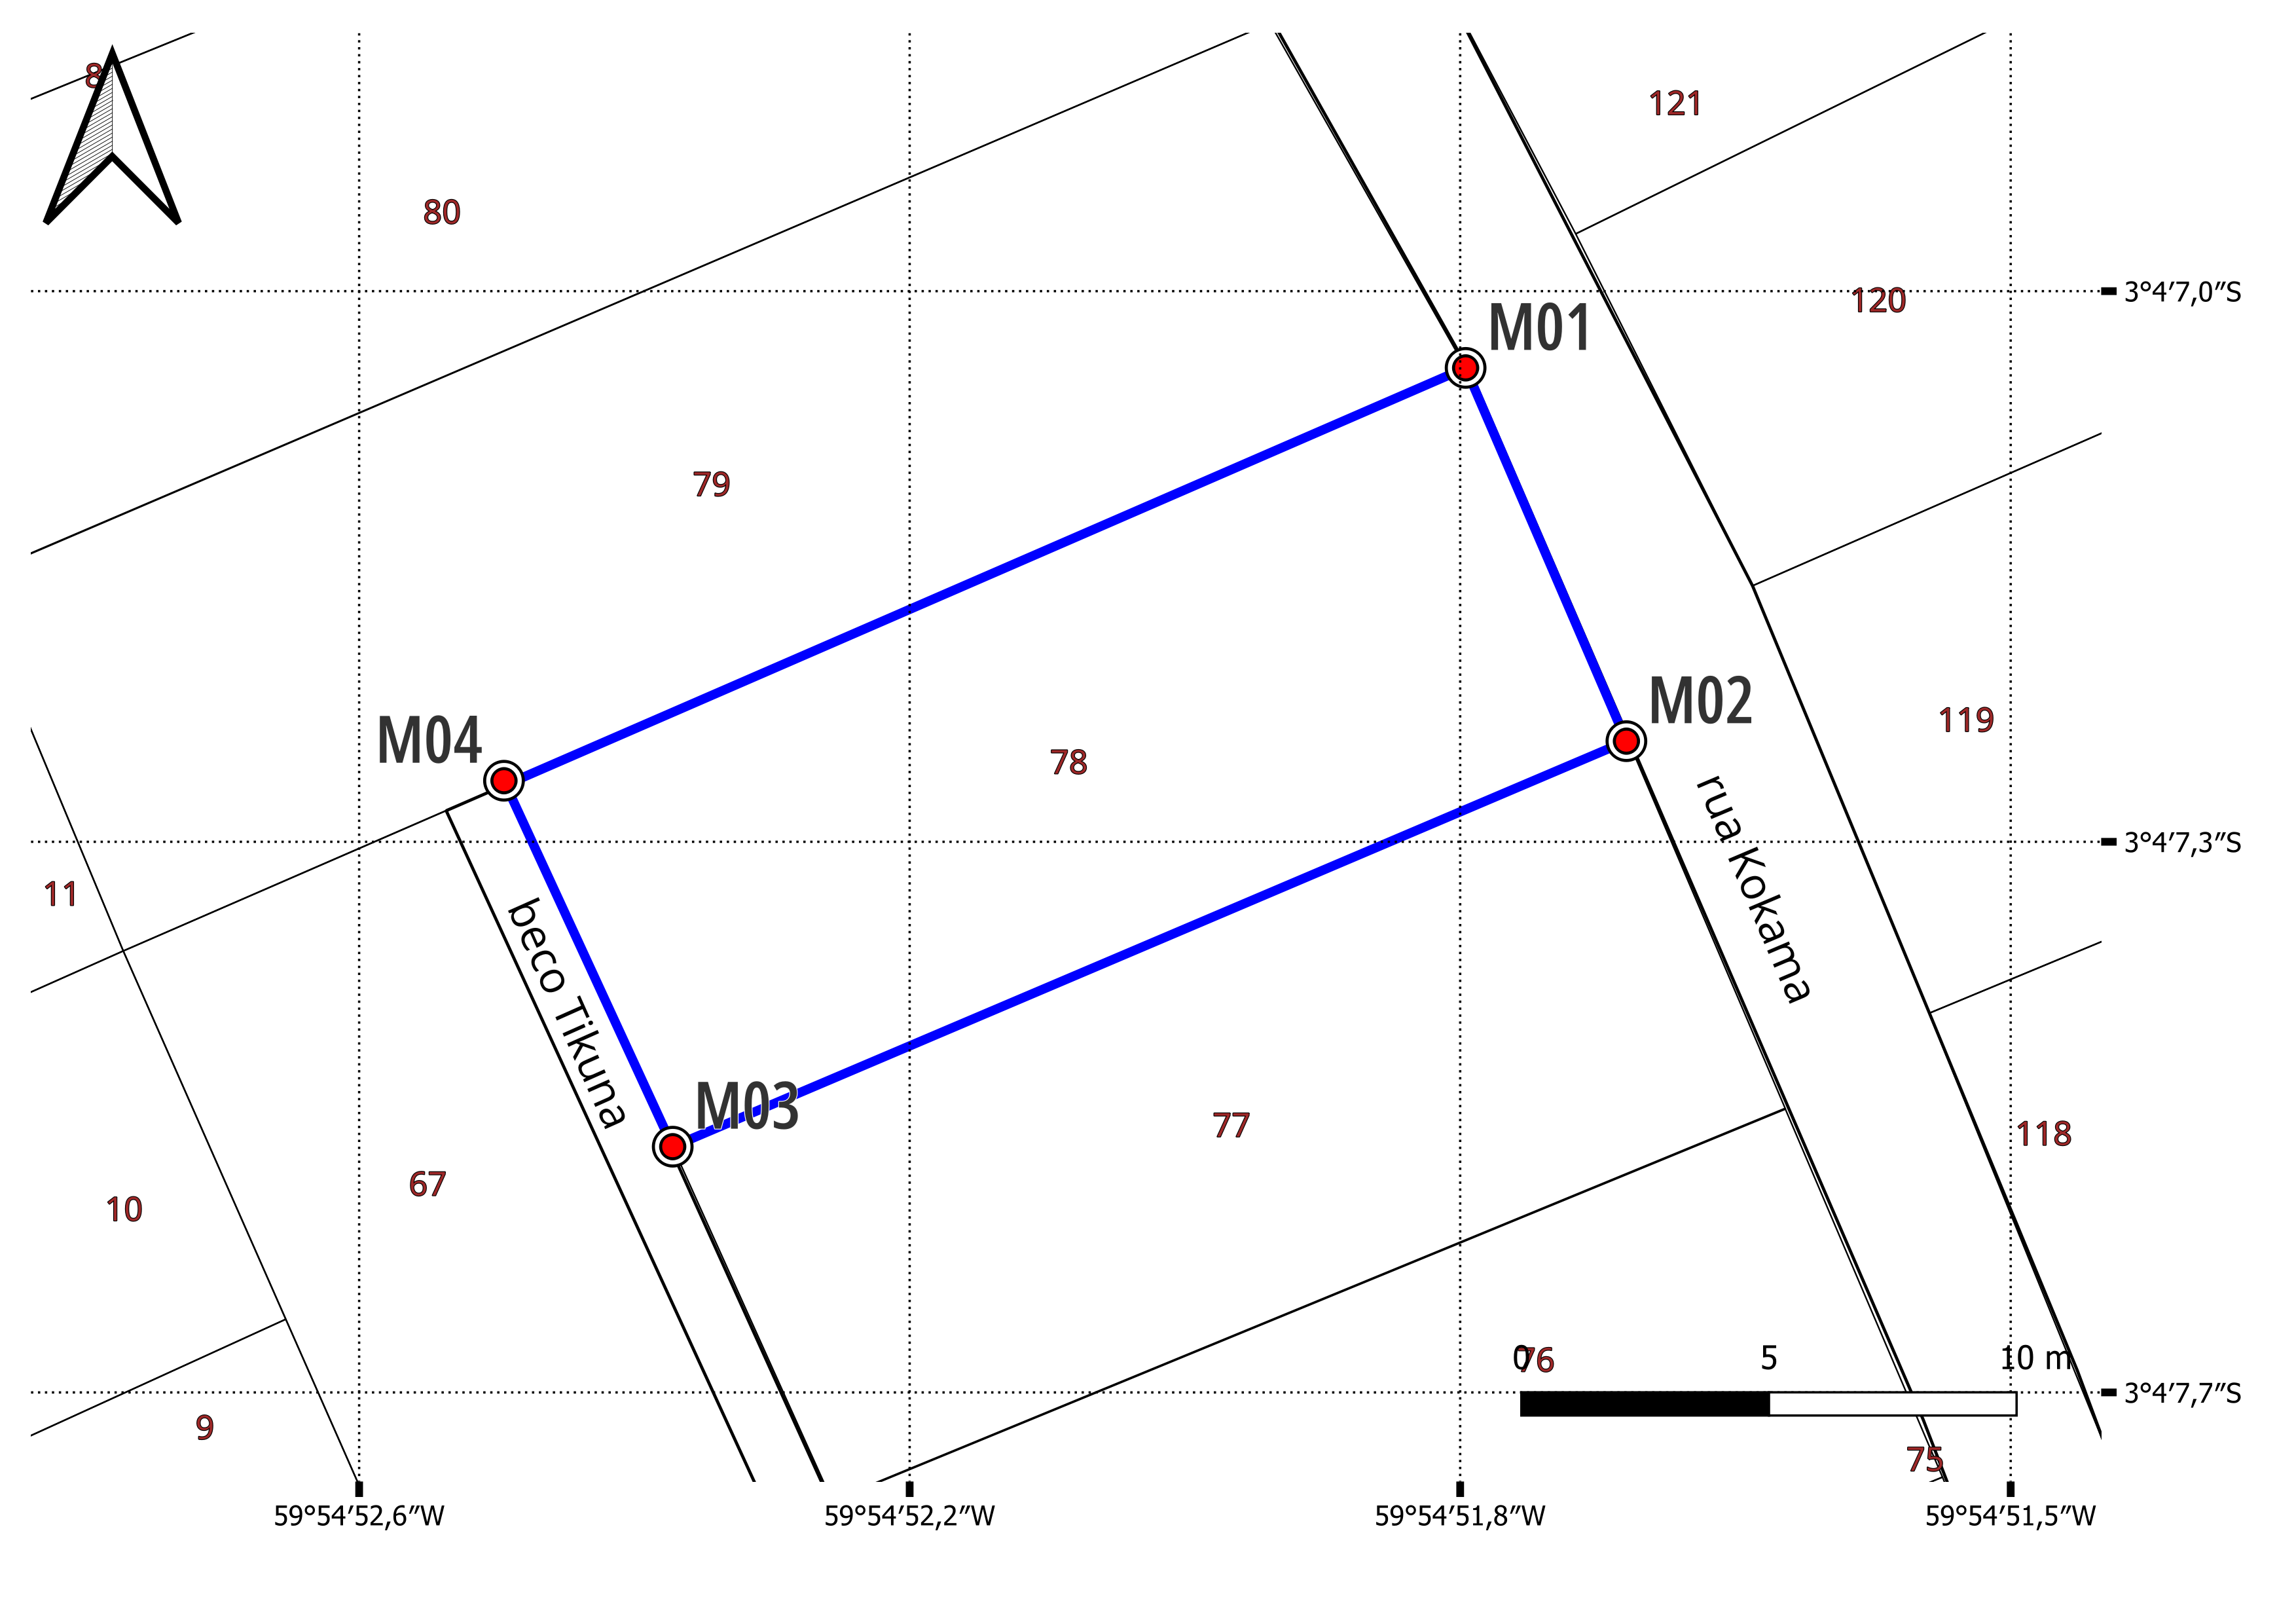 8
121
80
120
3°4′7,0″S
M01
79
M02
119
M04
78
rua Kokama
3°4′7,3″S
11
beco Tikuna
M03
77
118
67
10
0
76
5
10 m
3°4′7,7″S
9
75
59°54′52,6″W
59°54′52,2″W
59°54′51,8″W
59°54′51,5″W